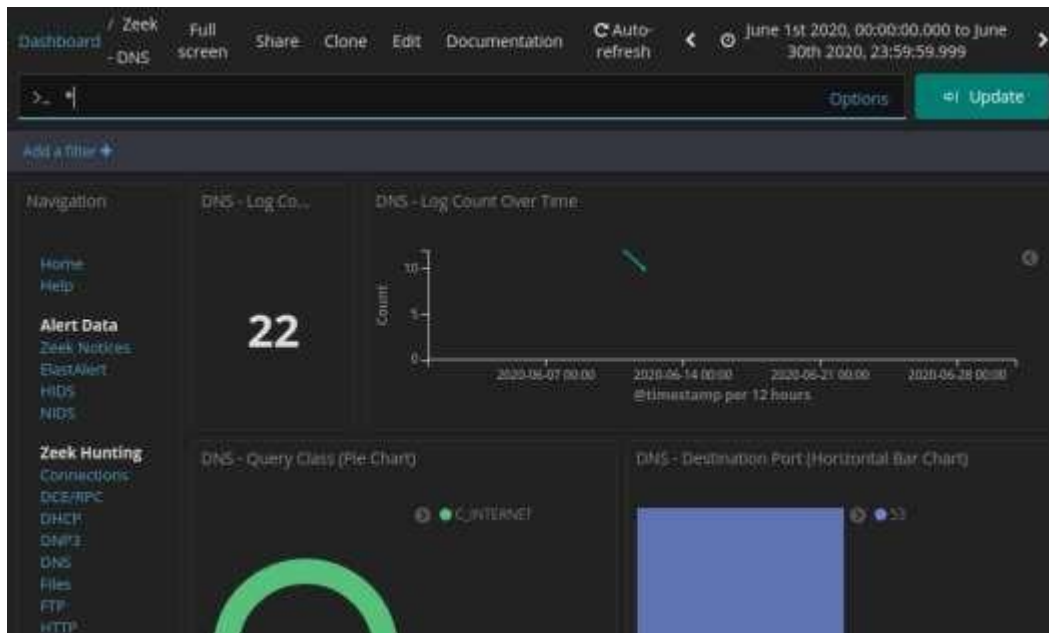 Dashboard / Zeek - DNS
Full screen
Share
Clone
Edit
Documentation
Auto-refresh
June 1st 2020, 00:00:00.000 to June 30th 2020, 23:59:59.999
>_ *
Options
Update
Add a filter +
Navigation
Home
Help
Alert Data
Zeek Notices
ElastAlert
HIDS
NIDS
Zeek Hunting
Connections
DCE/RPC
DHCP
DNP3
DNS
Files
FTP
HTTP
DNS - Log Co...
22
DNS - Log Count Over Time
Count
10
5
0
2020-06-07 00:00
2020-06-14 00:00
2020-06-21 00:00
2020-06-28 00:00
@timestamp per 12 hours
DNS - Query Class (Pie Chart)
C_INTERNET
DNS - Destination Port (Horizontal Bar Chart)
53